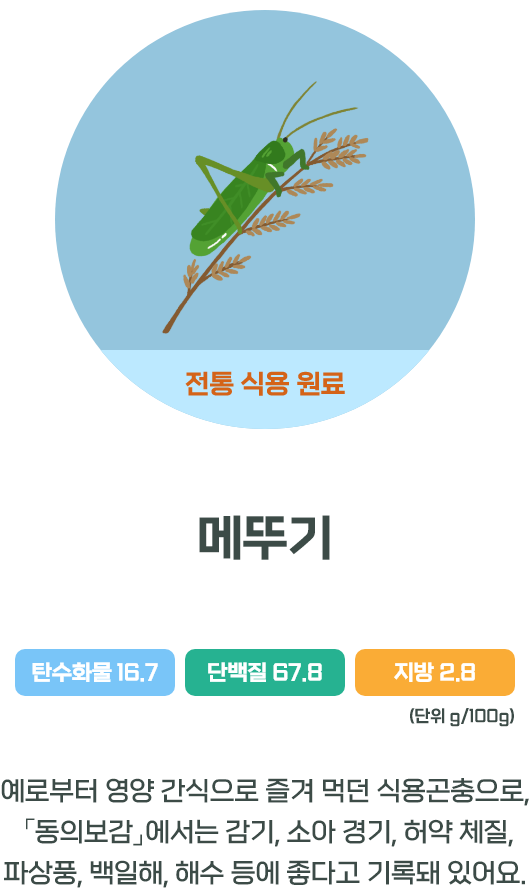 전통 식용 원료
메뚜기
탄수화물 16.7
단백질 67.8
지방 2.8
(단위 g/100g)
예로부터 영양 간식으로 즐겨 먹던 식용곤충으로,
「동의보감」에서는 감기, 소아 경기, 허약 체질,
파상풍, 백일해, 해수 등에 좋다고 기록돼 있어요.